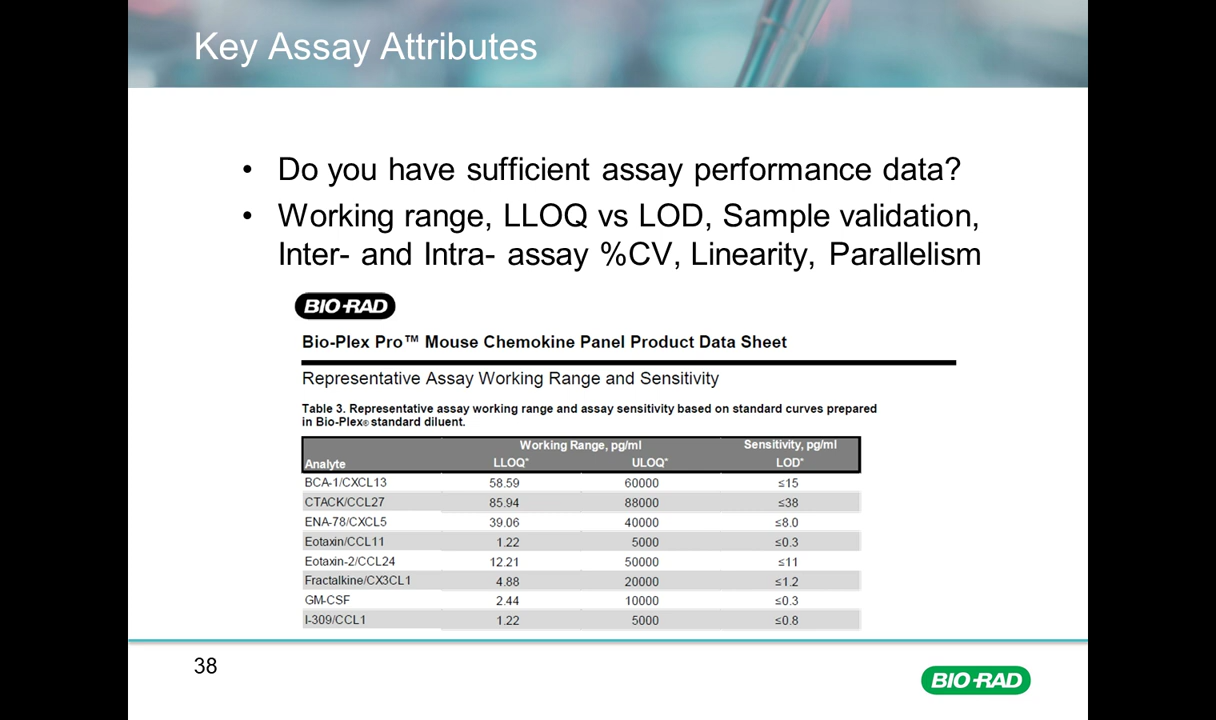 Key Assay Attributes
• Do you have sufficient assay performance data?
• Working range, LLOQ vs LOD, Sample validation,
Inter- and Intra- assay %CV, Linearity, Parallelism
BIO-RAD
Bio-Plex Pro™ Mouse Chemokine Panel Product Data Sheet
Representative Assay Working Range and Sensitivity
Table 3. Representative assay working range and assay sensitivity based on standard curves prepared
in Bio-Plex® standard diluent.
Working Range, pg/ml Sensitivity, pg/ml
Analyte LLOQ* ULOQ* LOD*
BCA-1/CXCL13 58.59 60000 ≤15
CTACK/CCL27 85.94 88000 ≤38
ENA-78/CXCL5 39.06 40000 ≤8.0
Eotaxin/CCL11 1.22 5000 ≤0.3
Eotaxin-2/CCL24 12.21 50000 ≤11
Fractalkine/CX3CL1 4.88 20000 ≤1.2
GM-CSF 2.44 10000 ≤0.3
I-309/CCL1 1.22 5000 ≤0.8
38
BIO-RAD